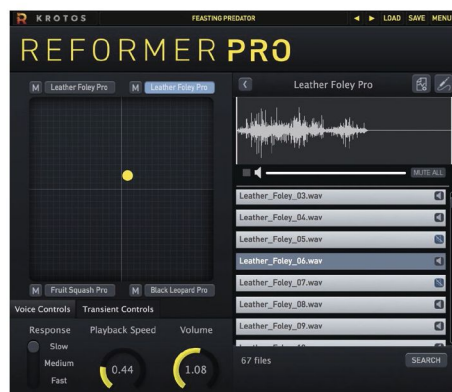 KROTOS FEASTING PREDATOR LOAD SAVE MENU
REFORMER PRO
M Leather Foley Pro M Leather Foley Pro
M Fruit Squash Pro M Black Leopard Pro
Voice Controls Transient Controls
Response Playback Speed Volume
Slow
Medium
Fast
0.44
1.08
Leather Foley Pro
MUTE ALL
Leather_Foley_03.wav
Leather_Foley_04.wav
Leather_Foley_05.wav
Leather_Foley_06.wav
Leather_Foley_07.wav
Leather_Foley_08.wav
Leather_Foley_09.wav
67 files SEARCH